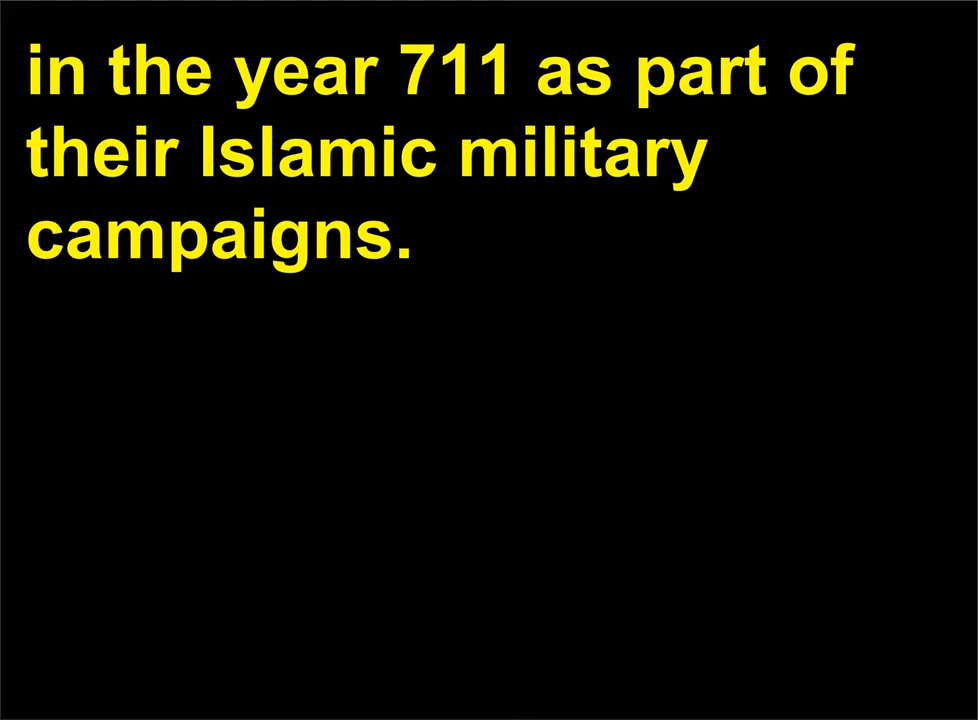 in the year 711 as part of
their Islamic military
campaigns.